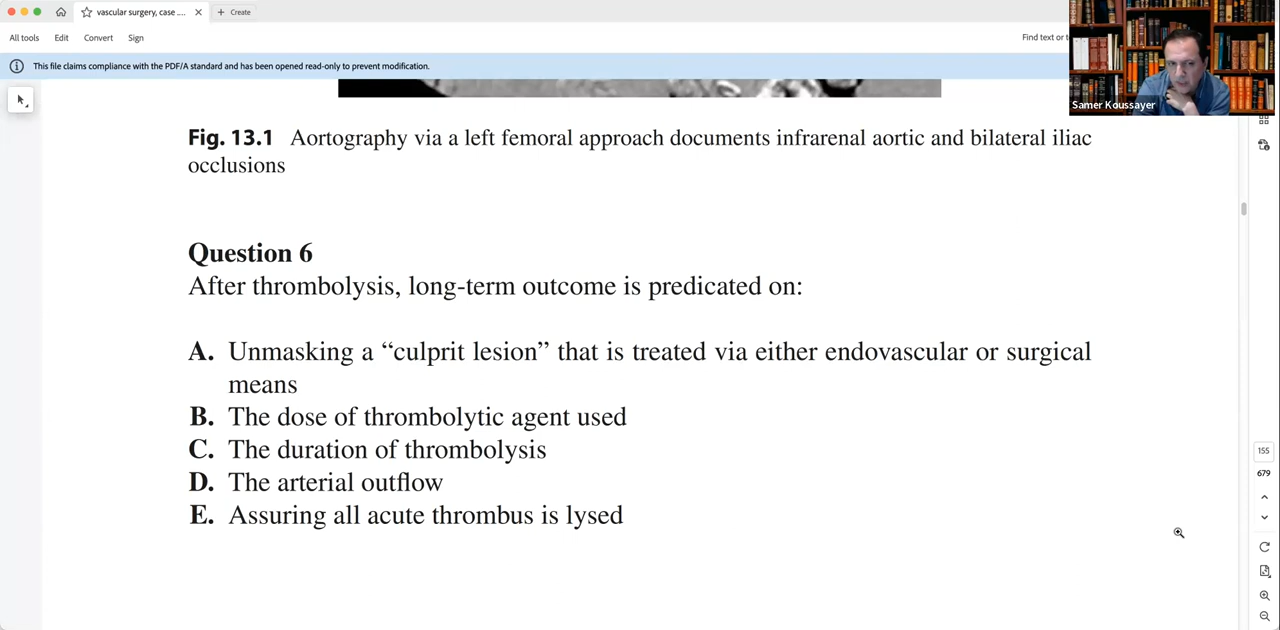 vascular surgery, case ....
Create
All tools Edit Convert Sign
Find text or t
This file claims compliance with the PDF/A standard and has been opened read-only to prevent modification.
Samer Koussayer
Fig. 13.1 Aortography via a left femoral approach documents infrarenal aortic and bilateral iliac
occlusions
Question 6
After thrombolysis, long-term outcome is predicated on:
A. Unmasking a “culprit lesion” that is treated via either endovascular or surgical
means
B. The dose of thrombolytic agent used
C. The duration of thrombolysis
D. The arterial outflow
E. Assuring all acute thrombus is lysed
155
679